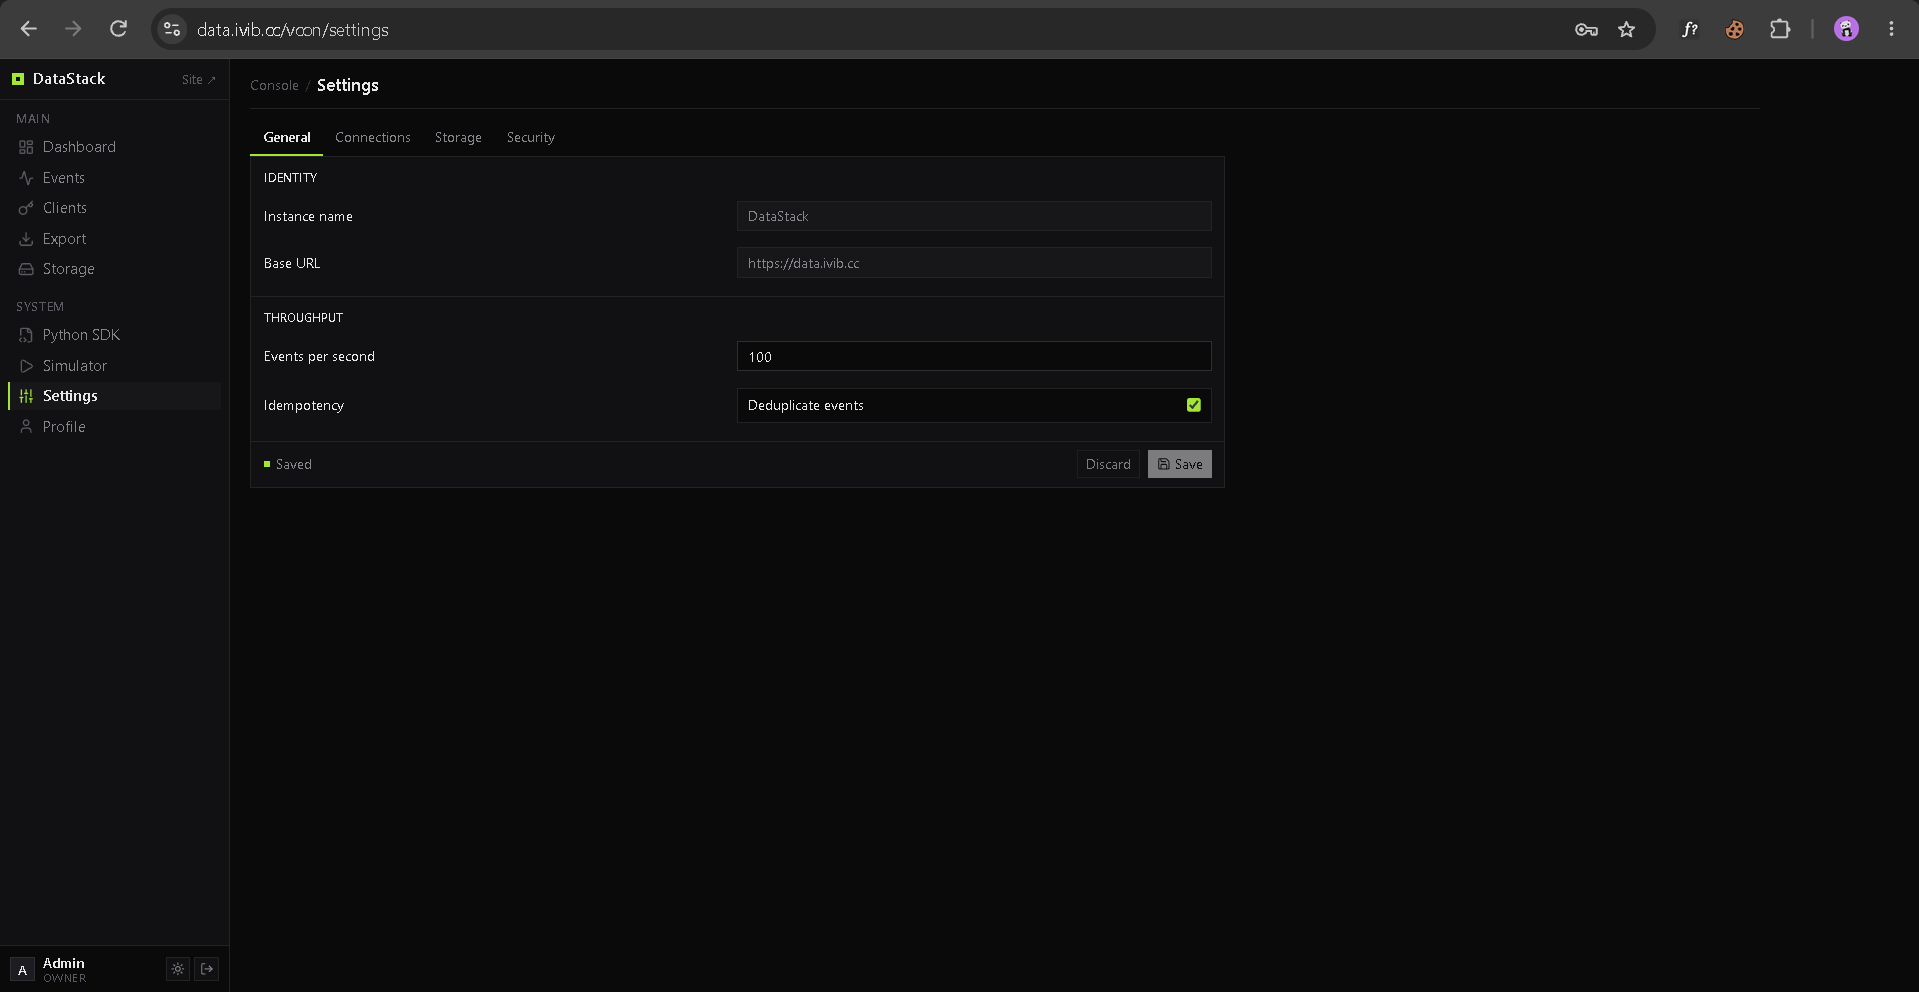 data.ivib.cc/vcon/settings
f?
DataStack
Site ↗
Console / Settings
MAIN
Dashboard
Events
Clients
Export
Storage
SYSTEM
Python SDK
Simulator
Settings
Profile
General
Connections
Storage
Security
IDENTITY
Instance name
DataStack
Base URL
https://data.ivib.cc
THROUGHPUT
Events per second
100
Idempotency
Deduplicate events
Saved
Discard
Save
A
Admin
OWNER